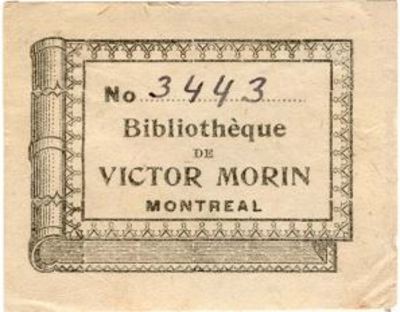 No 3443
Bibliothèque
DE
VICTOR MORIN
MONTREAL